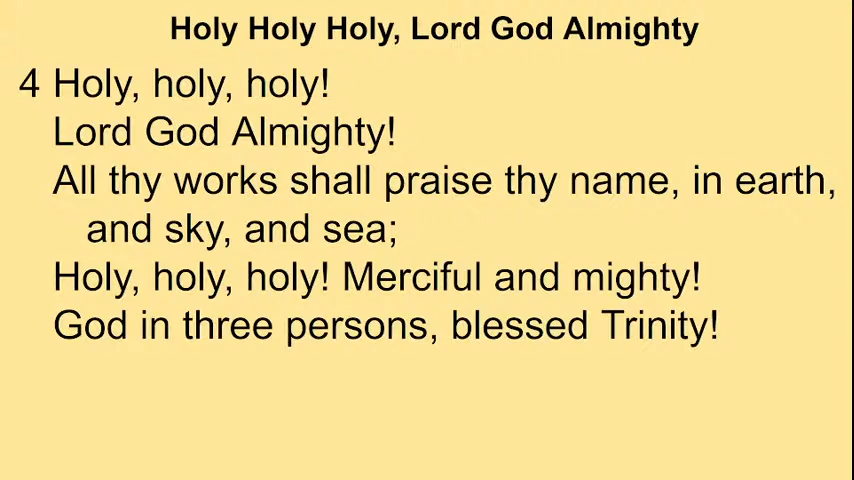 Holy Holy Holy, Lord God Almighty
4 Holy, holy, holy!
Lord God Almighty!
All thy works shall praise thy name, in earth,
and sky, and sea;
Holy, holy, holy! Merciful and mighty!
God in three persons, blessed Trinity!